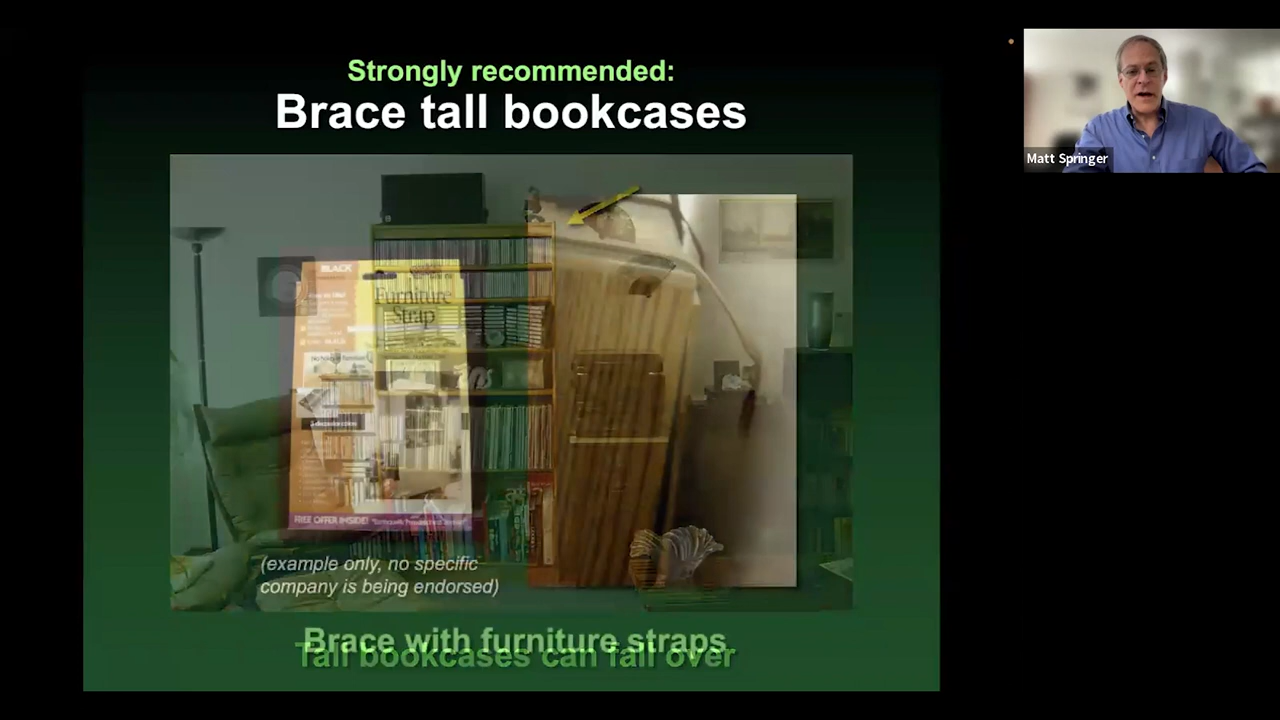 Strongly recommended:
Brace tall bookcases
Matt Springer
BLACK
Furniture
Strap
FREE OFFER INSIDE!
(example only, no specific
company is being endorsed)
Brace with furniture straps
Tall bookcases can fall over